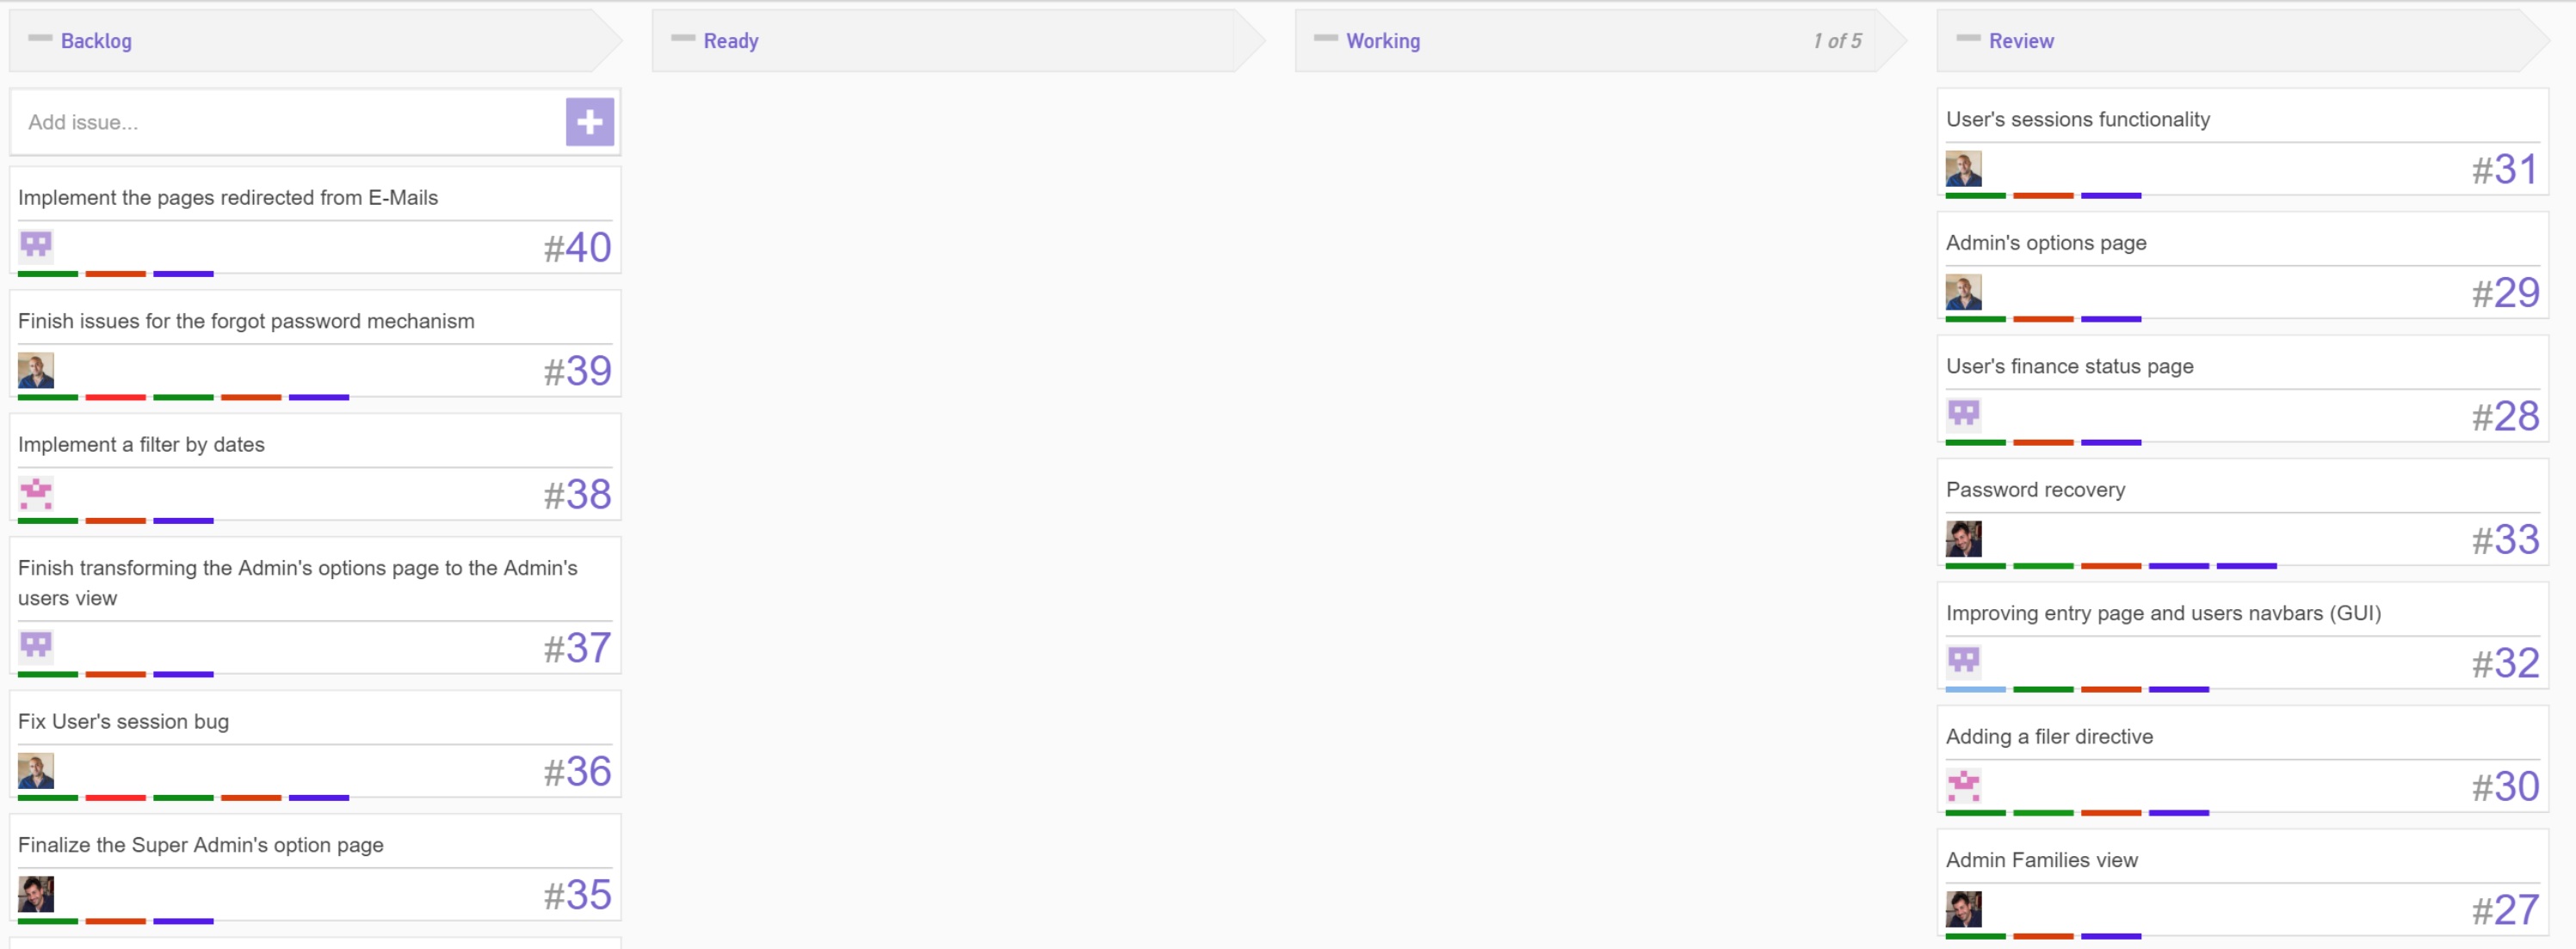 Backlog
Ready
Working
1 of 5
Review
Add issue...
Implement the pages redirected from E-Mails
#40
Finish issues for the forgot password mechanism
#39
Implement a filter by dates
#38
Finish transforming the Admin's options page to the Admin's
users view
#37
Fix User's session bug
#36
Finalize the Super Admin's option page
#35
User's sessions functionality
#31
Admin's options page
#29
User's finance status page
#28
Password recovery
#33
Improving entry page and users navbars (GUI)
#32
Adding a filer directive
#30
Admin Families view
#27